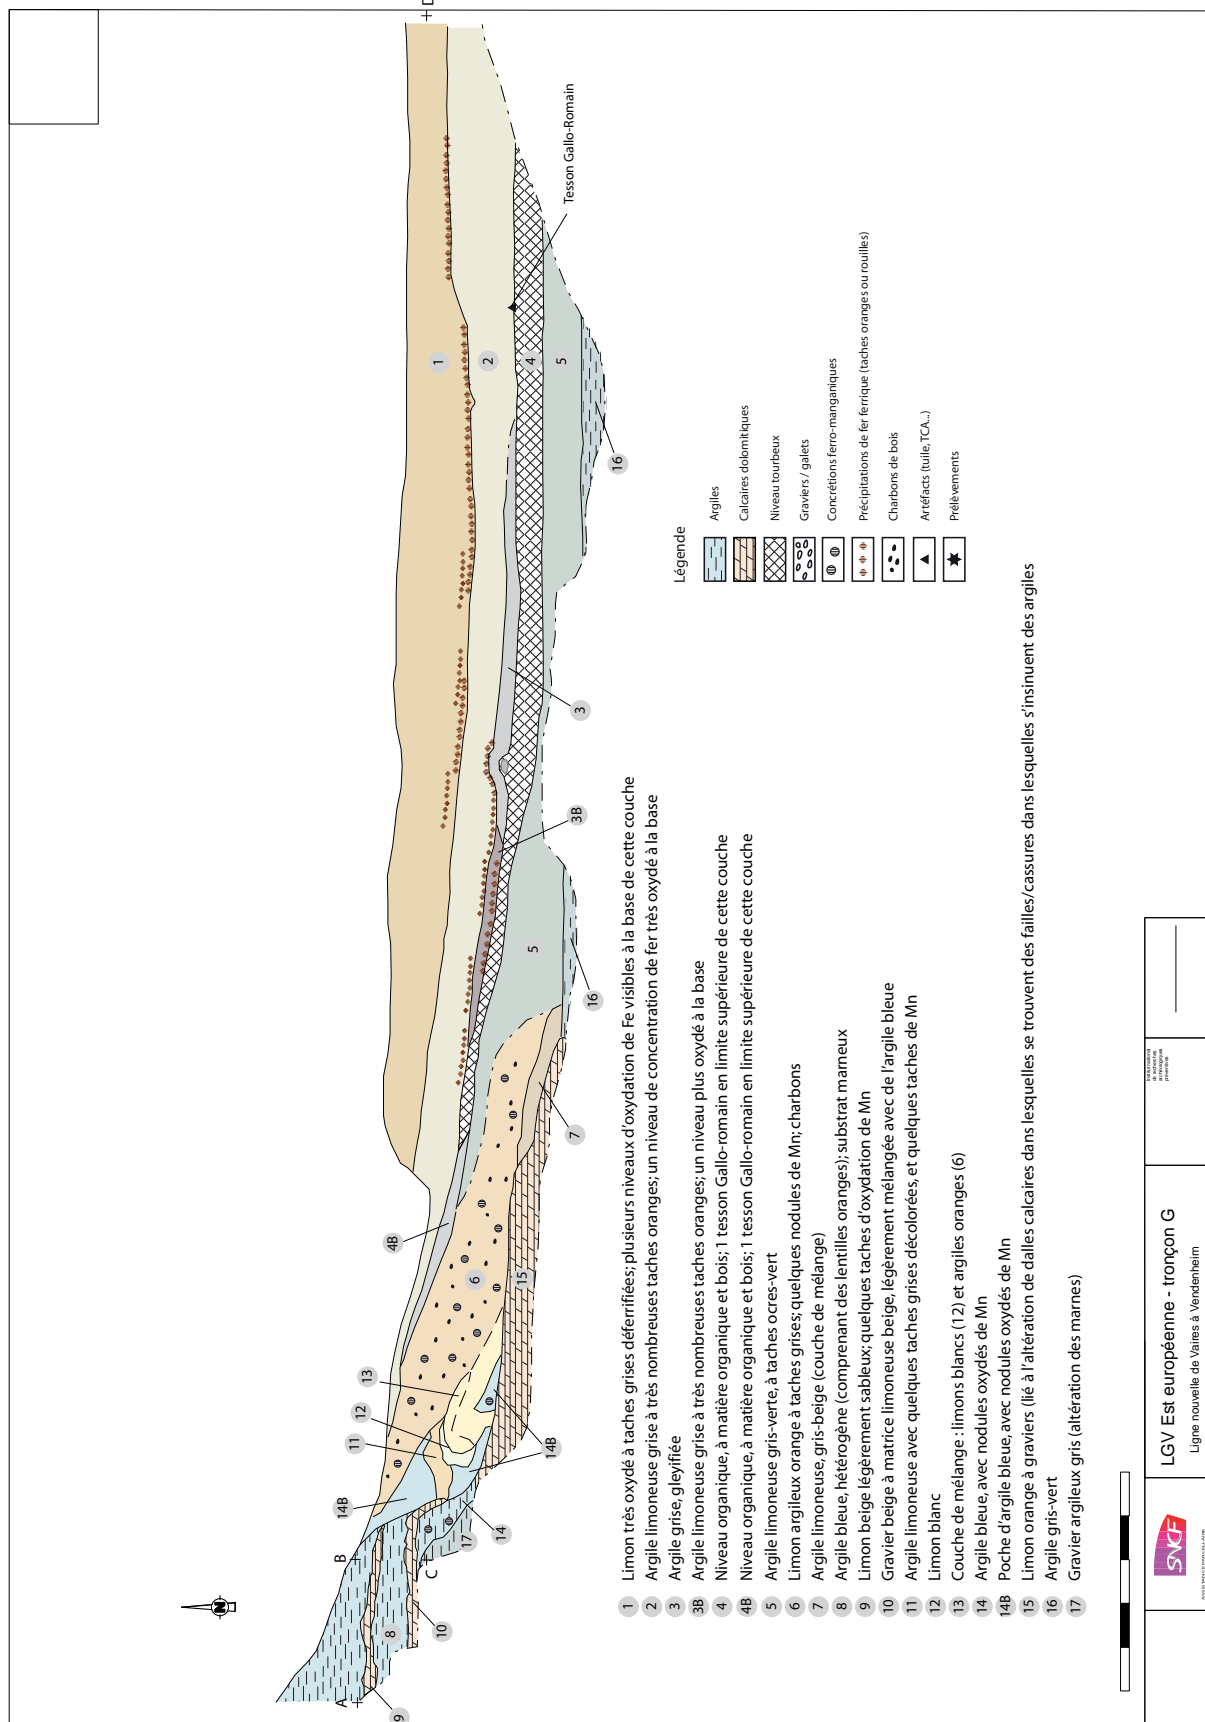 D
Tesson Gallo-Romain
1
2
4
5
16
3
3B
5
16
7
4B
6
15
13
12
11
14B
14B
14
17
B
C
10
8
A
9
N
Légende
Argiles
Calcaires dolomitiques
Niveau tourbeux
Graviers / galets
Concrétions ferro-manganiques
Précipitations de fer ferrique (taches oranges ou rouilles)
Charbons de bois
Artéfacts (tuile, TCA...)
Prélèvements
1 Limon très oxydé à taches grises déferrifiées; plusieurs niveaux d'oxydation de Fe visibles à la base de cette couche
2 Argile limoneuse grise à très nombreuses taches oranges; un niveau de concentration de fer très oxydé à la base
3 Argile grise, gleyifiée
3B Argile limoneuse grise à très nombreuses taches oranges; un niveau plus oxydé à la base
4 Niveau organique, à matière organique et bois; 1 tesson Gallo-romain en limite supérieure de cette couche
4B Niveau organique, à matière organique et bois; 1 tesson Gallo-romain en limite supérieure de cette couche
5 Argile limoneuse gris-verte, à taches ocres-vert
6 Limon argileux orange à taches grises; quelques nodules de Mn; charbons
7 Argile limoneuse, gris-beige (couche de mélange)
8 Argile bleue, hétérogène (comprenant des lentilles oranges); substrat marneux
9 Limon beige légèrement sableux; quelques taches d'oxydation de Mn
10 Gravier beige à matrice limoneuse beige, légèrement mélangée avec de l'argile bleue
11 Argile limoneuse avec quelques taches grises décolorées, et quelques taches de Mn
12 Limon blanc
13 Couche de mélange : limons blancs (12) et argiles oranges (6)
14 Argile bleue, avec nodules oxydés de Mn
14B Poche d'argile bleue, avec nodules oxydés de Mn
15 Limon orange à graviers (lié à l'altération de dalles calcaires dans lesquelles se trouvent des failles/cassures dans lesquelles s'insinuent des argiles
16 Argile gris-vert
17 Gravier argileux gris (altération des marnes)
SNCF
LGV Est européenne - tronçon G
Ligne nouvelle de Vaires à Vendenheim
Institut national
de recherches
archéologiques
préventives